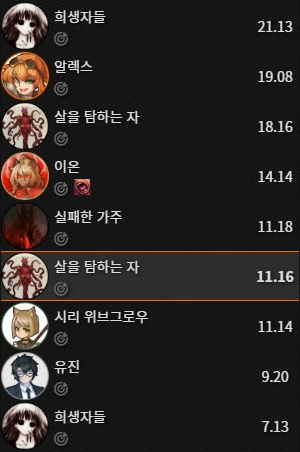 희생자들
21.13
알렉스
19.08
살을 탐하는 자
18.16
이온
14.14
실패한 가주
11.18
살을 탐하는 자
11.16
시리 위브그로우
11.14
유진
9.20
희생자들
7.13